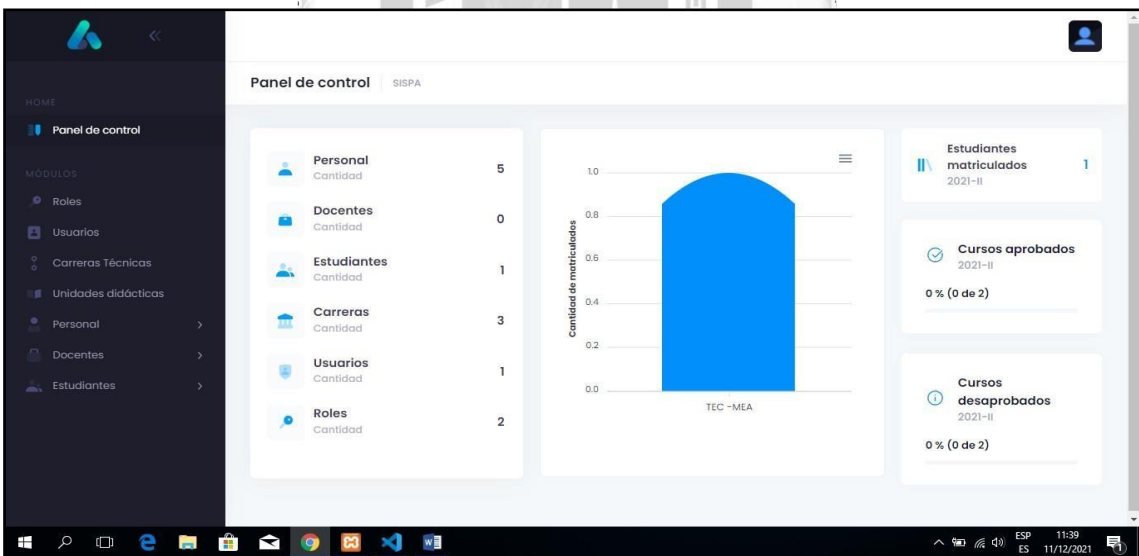 Panel de control SISPA
HOME
Panel de control
MÓDULOS
Roles
Usuarios
Carreras Técnicas
Unidades didácticas
Personal
Docentes
Estudiantes
Personal 5
Cantidad
Docentes 0
Cantidad
Estudiantes 1
Cantidad
Carreras 3
Cantidad
Usuarios 1
Cantidad
Roles 2
Cantidad
Cantidad de matriculados
1.0
0.8
0.6
0.4
0.2
0.0
TEC -MEA
Estudiantes
matriculados 1
2021-II
Cursos aprobados
2021-II
0 % (0 de 2)
Cursos
desaprobados
2021-II
0 % (0 de 2)
ESP 11:39
ES 11/12/2021